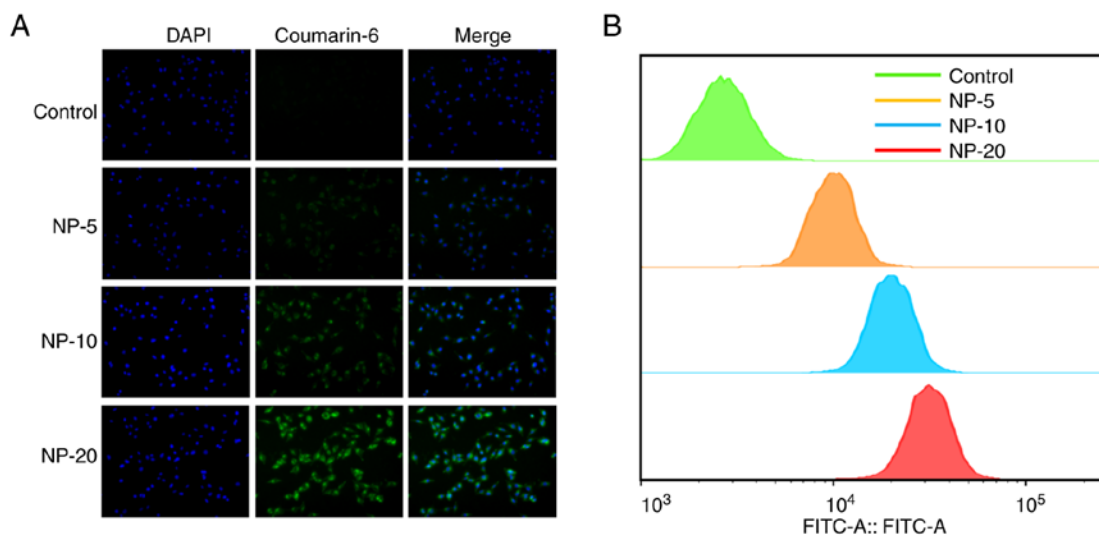 A
DAPI Coumarin-6 Merge
Control
NP-5
NP-10
NP-20
B
Control
NP-5
NP-10
NP-20
10³ 10⁴ 10⁵
FITC-A:: FITC-A